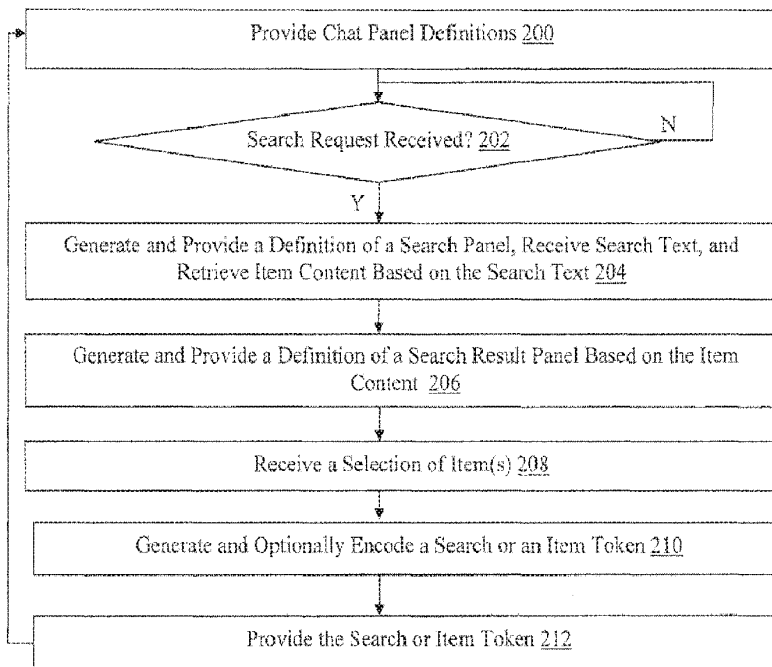 Provide Chat Panel Definitions 200
Search Request Received? 202
N
Y
Generate and Provide a Definition of a Search Panel, Receive Search Text, and
Retrieve Item Content Based on the Search Text 204
Generate and Provide a Definition of a Search Result Panel Based on the Item
Content 206
Receive a Selection of Item(s) 208
Generate and Optionally Encode a Search or an Item Token 210
Provide the Search or Item Token 212